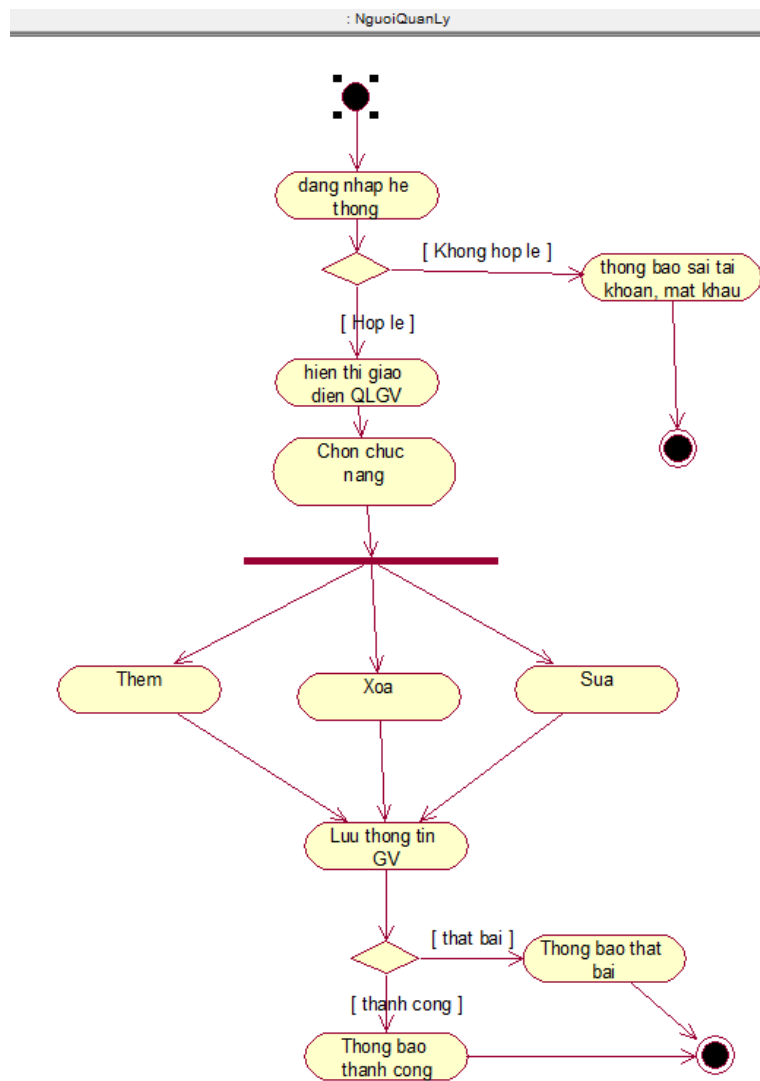 : NguoiQuanLy
dang nhap he
thong
[ Khong hop le ]
thong bao sai tai
khoan, mat khau
[ Hop le ]
hien thi giao
dien QLGV
Chon chuc
nang
Them
Xoa
Sua
Luu thong tin
GV
[ that bai ]
Thong bao that
bai
[ thanh cong ]
Thong bao
thanh cong